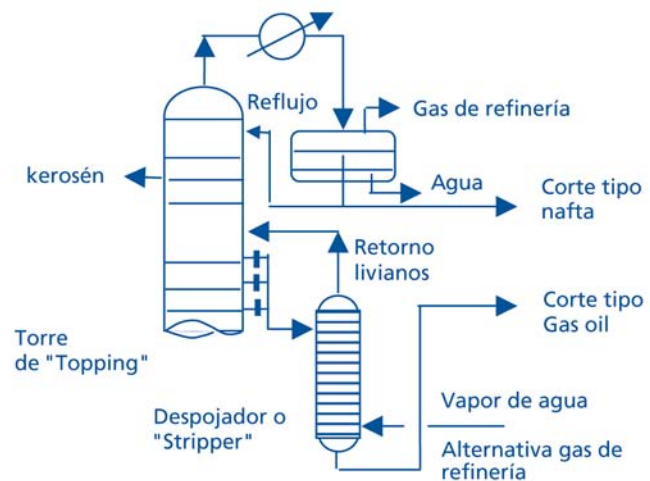 Reflujo
Gas de refinería
kerosén
Agua
Corte tipo
nafta
Retorno
livianos
Corte tipo
Gas oil
Torre
de "Topping"
Despojador o
"Stripper"
Vapor de agua
Alternativa gas de
refinería